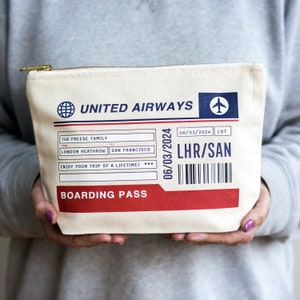 UNITED AIRWAYS
THE FREESE FAMILY
LONDON HEATHROW SAN FRANCISCO
ENJOY YOUR TRIP OF A LIFETIME! ***
06/03/2024
06/03/2024
LHR/SAN
BOARDING PASS